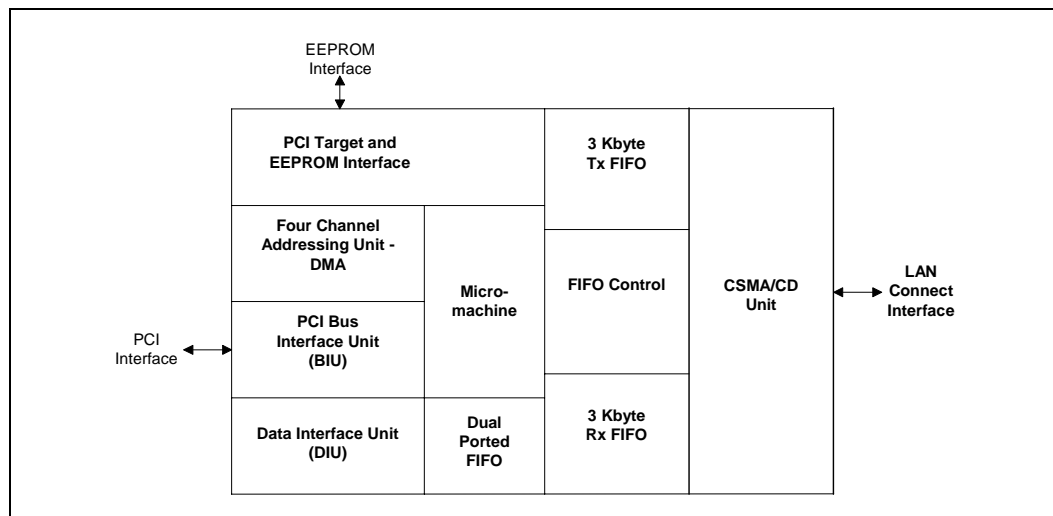 EEPROM
Interface
PCI Target and
EEPROM Interface
3 Kbyte
Tx FIFO
Four Channel
Addressing Unit -
DMA
Micro-
machine
FIFO Control
CSMA/CD
Unit
LAN
Connect
Interface
PCI
Interface
PCI Bus
Interface Unit
(BIU)
Data Interface Unit
(DIU)
Dual
Ported
FIFO
3 Kbyte
Rx FIFO